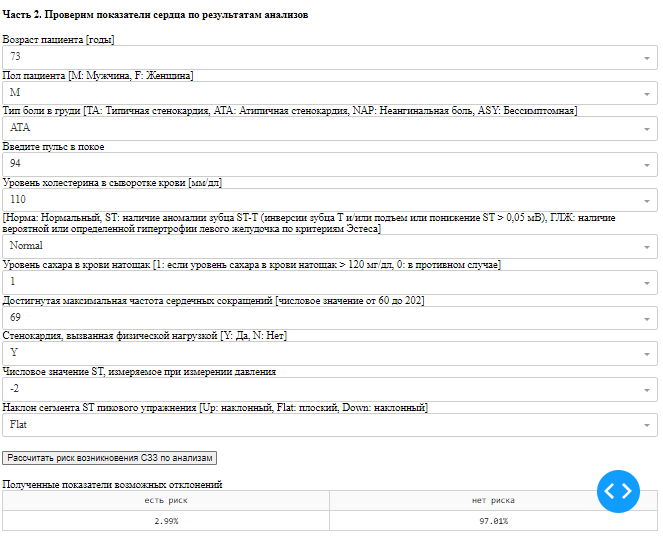 Часть 2. Проверим показатели сердца по результатам анализов
Возраст пациента [годы]
73
Пол пациента [M: Мужчина, F: Женщина]
M
Тип боли в груди [TA: Типичная стенокардия, ATA: Атипичная стенокардия, NAP: Неангинальная боль, ASY: Бессимптомная]
ATA
Введите пульс в покое
94
Уровень холестерина в сыворотке крови [мм/дл]
110
[Норма: Нормальный, ST: наличие аномалии зубца ST-T (инверсии зубца T и/или подъем или понижение ST > 0,05 мВ), ГЛЖ: наличие
вероятной или определенной гипертрофии левого желудочка по критериям Эстеса]
Normal
Уровень сахара в крови натощак [1: если уровень сахара в крови натощак > 120 мг/дл, 0: в противном случае]
1
Достигнутая максимальная частота сердечных сокращений [числовое значение от 60 до 202]
69
Стенокардия, вызванная физической нагрузкой [Y: Да, N: Нет]
Y
Числовое значение ST, измеряемое при измерении давления
-2
Наклон сегмента ST пикового упражнения [Up: наклонный, Flat: плоский, Down: наклонный]
Flat
Рассчитать риск возникновения СЗЗ по анализам
Полученные показатели возможных отклонений
есть риск нет риска
2.99% 97.01%